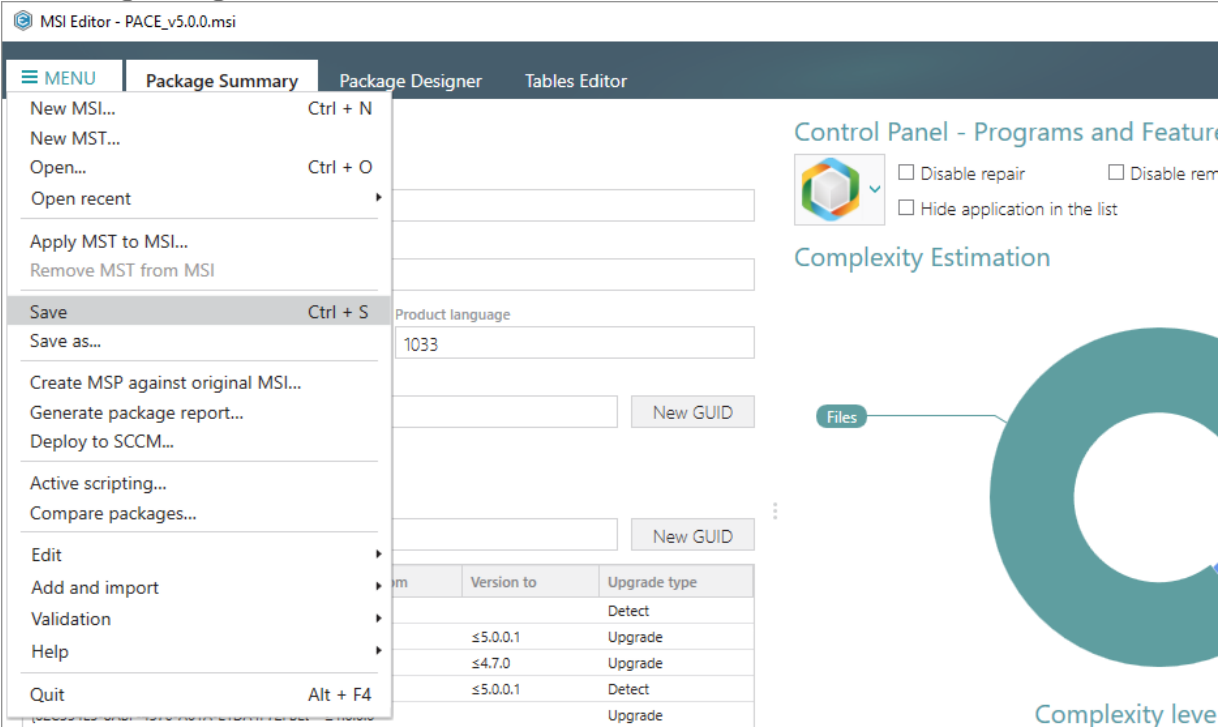 MSI Editor - PACE_v5.0.0.msi
MENU Package Summary Package Designer Tables Editor
New MSI... Ctrl + N
New MST...
Open... Ctrl + O
Open recent
Apply MST to MSI...
Remove MST from MSI
Save Ctrl + S
Save as...
Create MSP against original MSI...
Generate package report...
Deploy to SCCM...
Active scripting...
Compare packages...
Edit
Add and import
Validation
Help
Quit Alt + F4
Product language
1033
New GUID
New GUID
Version to Upgrade type
Detect
≤5.0.0.1 Upgrade
≤4.7.0 Upgrade
≤5.0.0.1 Detect
Upgrade
Control Panel - Programs and Feature
Disable repair Disable rem
Hide application in the list
Complexity Estimation
Files
Complexity leve